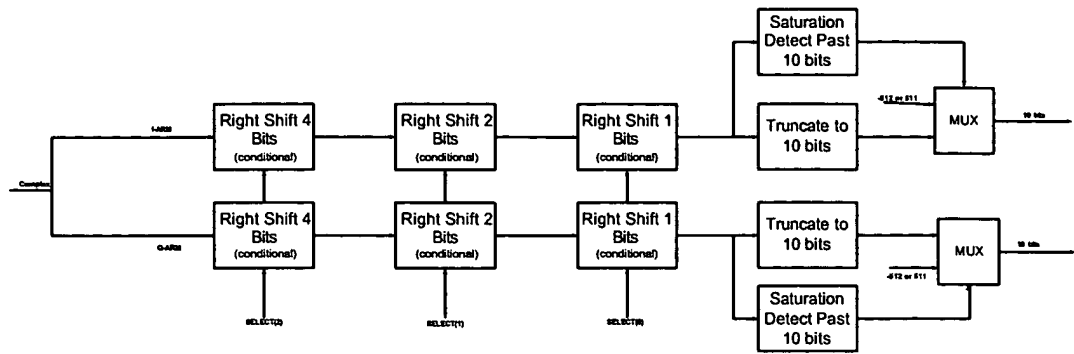 Saturation
Detect Past
10 bits
-512 or 511
Right Shift 4
Bits
(conditional)
Right Shift 2
Bits
(conditional)
Right Shift 1
Bits
(conditional)
Truncate to
10 bits
MUX
10 bits
I-ARM
Complex
Right Shift 4
Bits
(conditional)
Right Shift 2
Bits
(conditional)
Right Shift 1
Bits
(conditional)
Truncate to
10 bits
MUX
10 bits
Q-ARM
-512 or 511
Saturation
Detect Past
10 bits
SELECT(2)
SELECT(1)
SELECT(0)